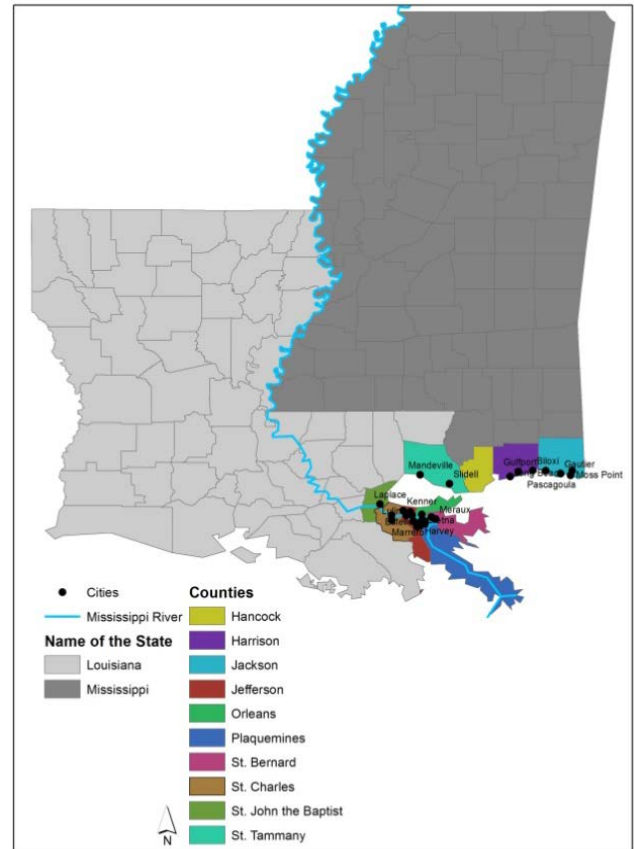 Gulfport Biloxi
Gautier
Moss Point
Pascagoula
Mandeville
Slidell
Laplace
Kenner
Meraux
Harvey
Marrero
Cities
Mississippi River
Name of the State
Louisiana
Mississippi
Counties
Hancock
Harrison
Jackson
Jefferson
Orleans
Plaquemines
St. Bernard
St. Charles
St. John the Baptist
St. Tammany
N